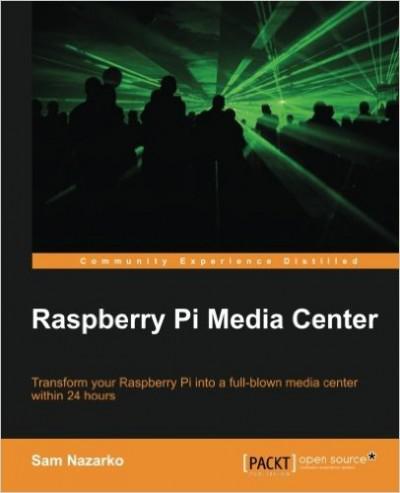 Community Experience Distilled
Raspberry Pi Media Center
Transform your Raspberry Pi into a full-blown media center
within 24 hours
Sam Nazarko
[PACKT] open source*
PUBLISHING